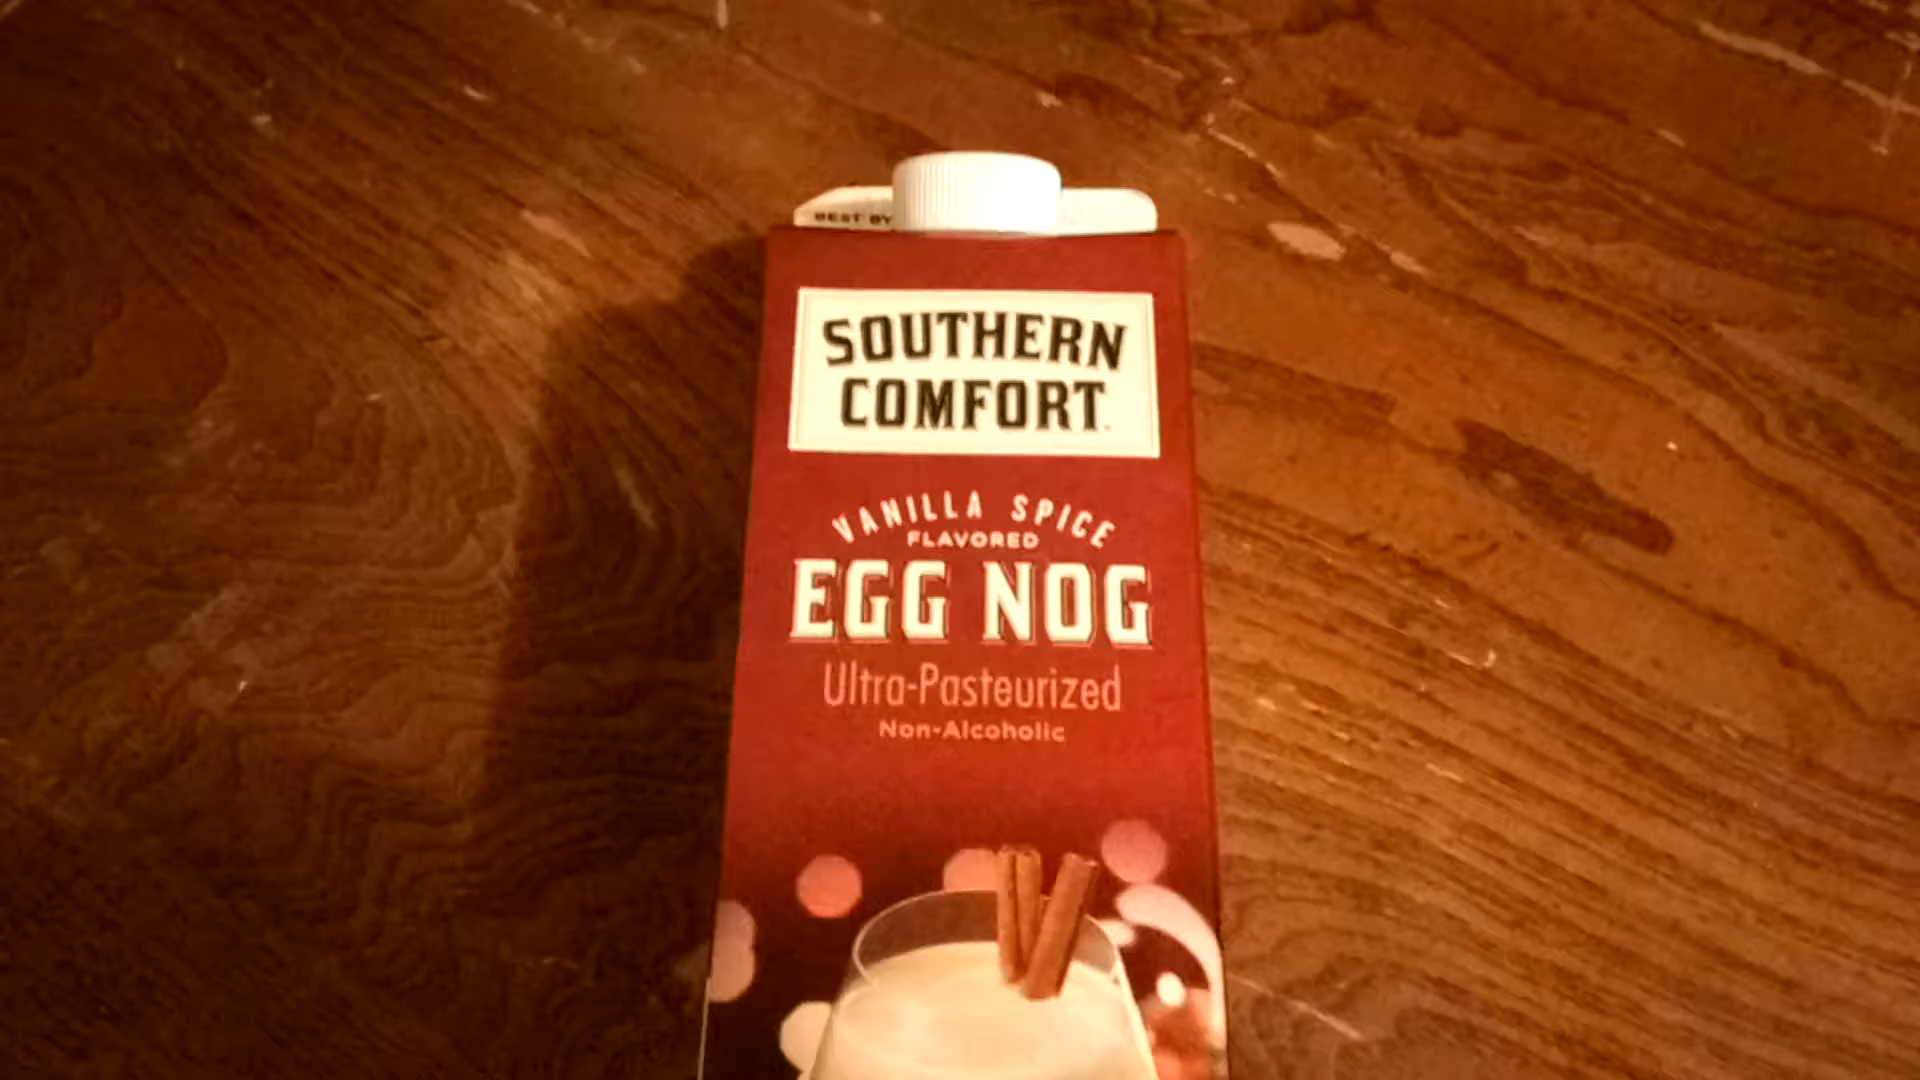 BEST BY
SOUTHERN
COMFORT
VANILLA SPICE
FLAVORED
EGG NOG
Ultra-Pasteurized
Non-Alcoholic